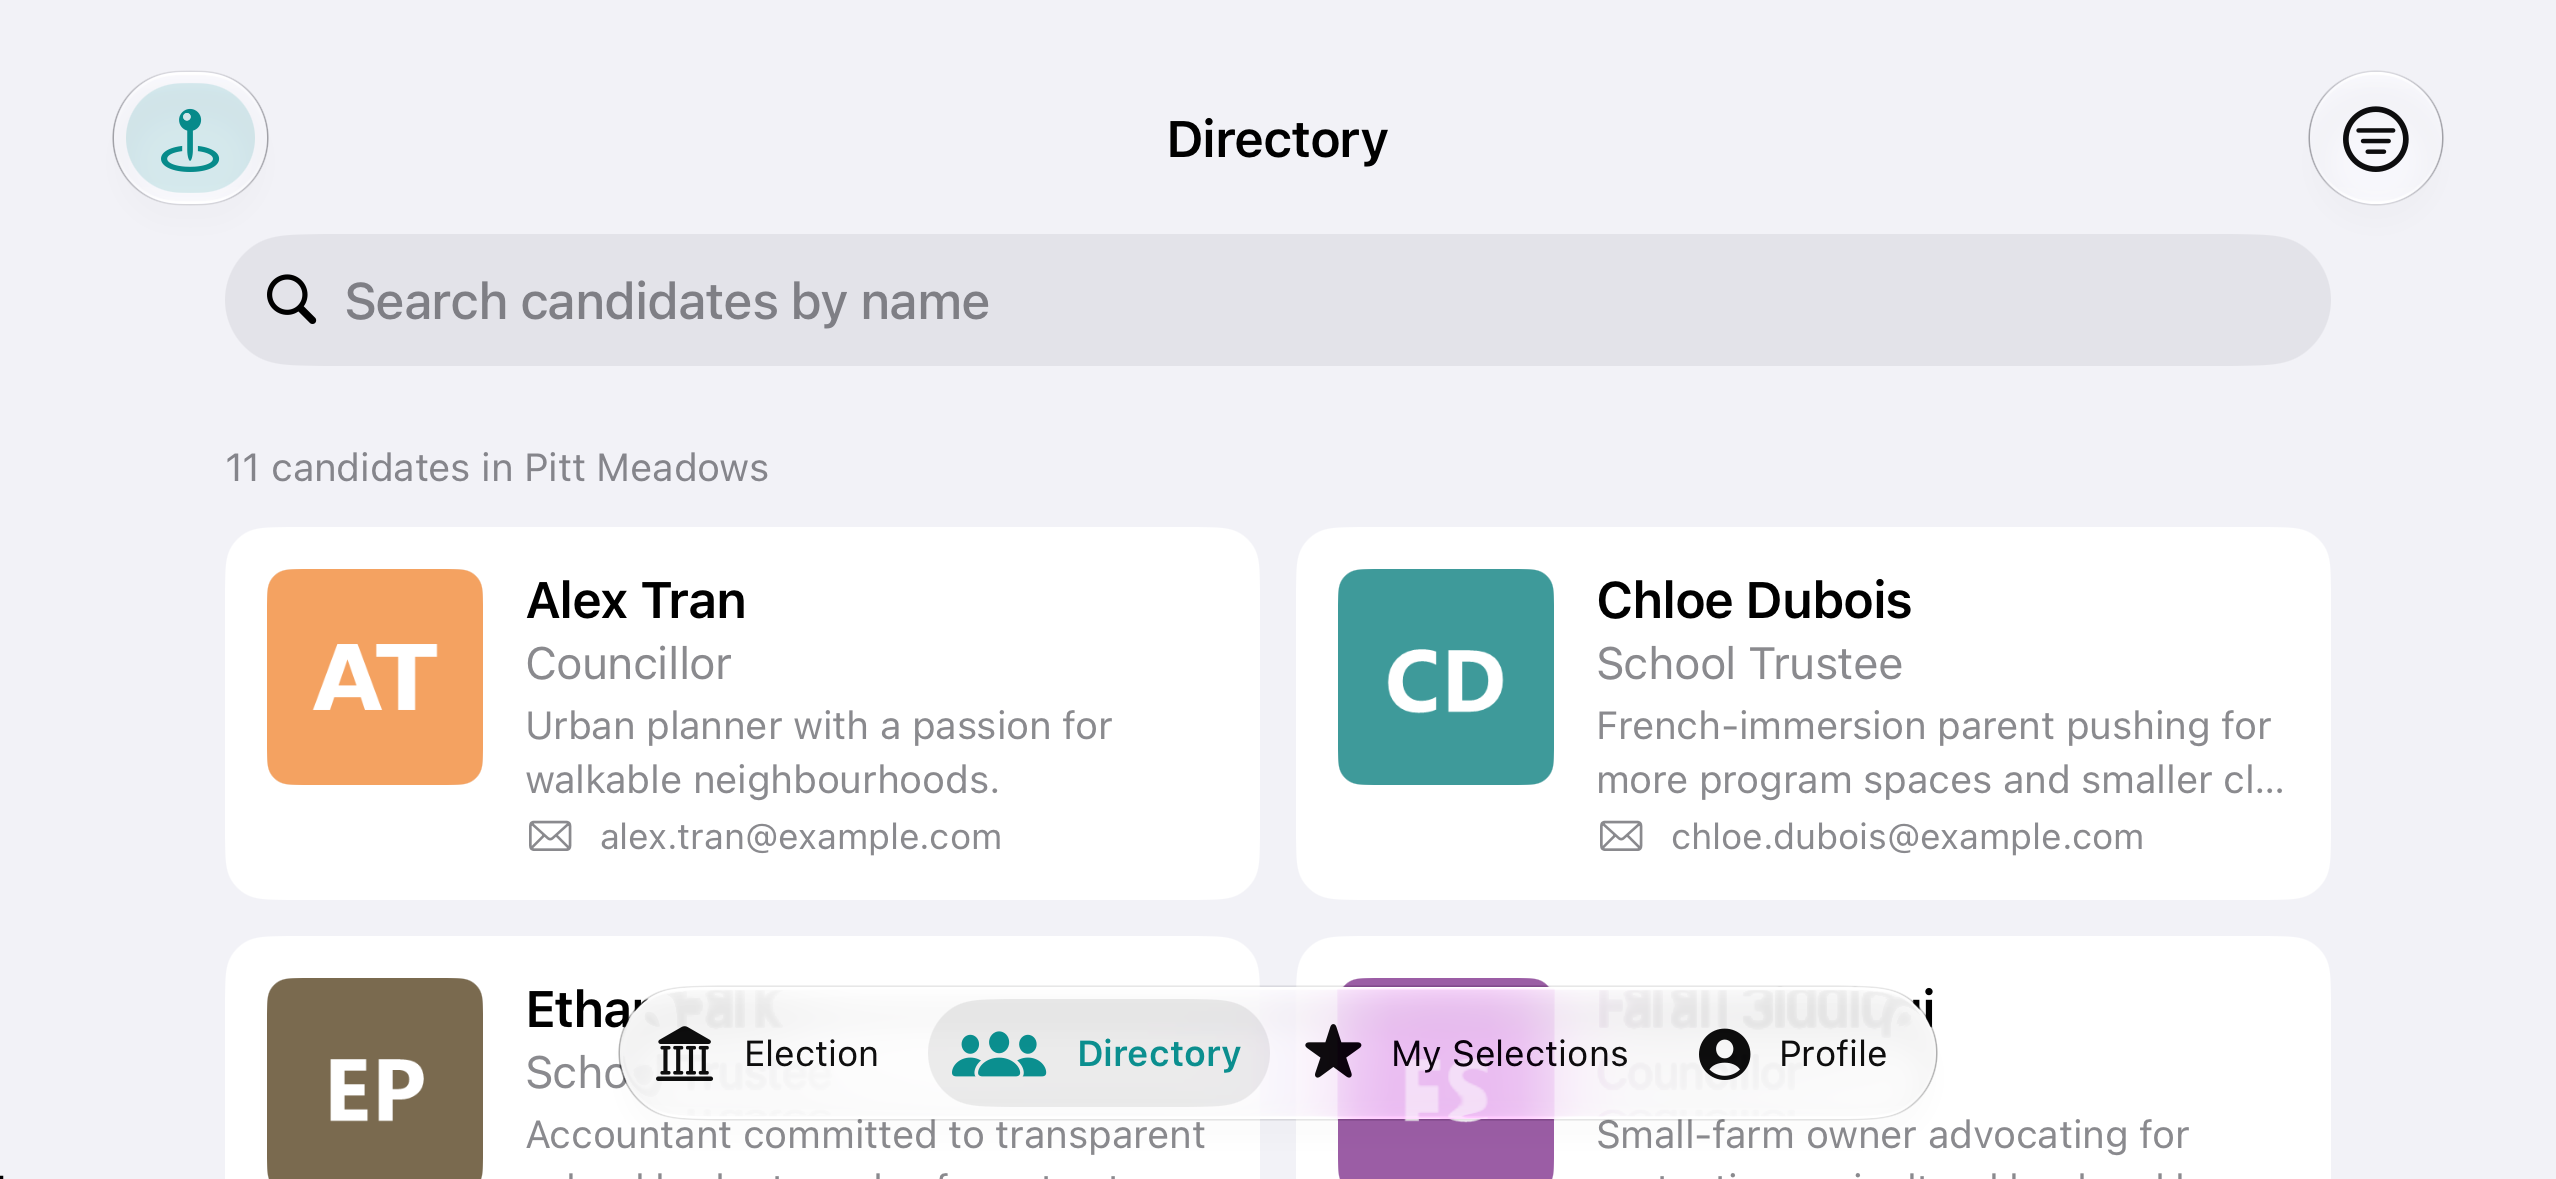 Directory
Search candidates by name
11 candidates in Pitt Meadows
AT
Alex Tran
Councillor
Urban planner with a passion for
walkable neighbourhoods.
alex.tran@example.com
CD
Chloe Dubois
School Trustee
French-immersion parent pushing for
more program spaces and smaller cl...
chloe.dubois@example.com
EP
Accountant committed to transparent
FS
Councillor
Small-farm owner advocating for
Election
Directory
My Selections
Profile